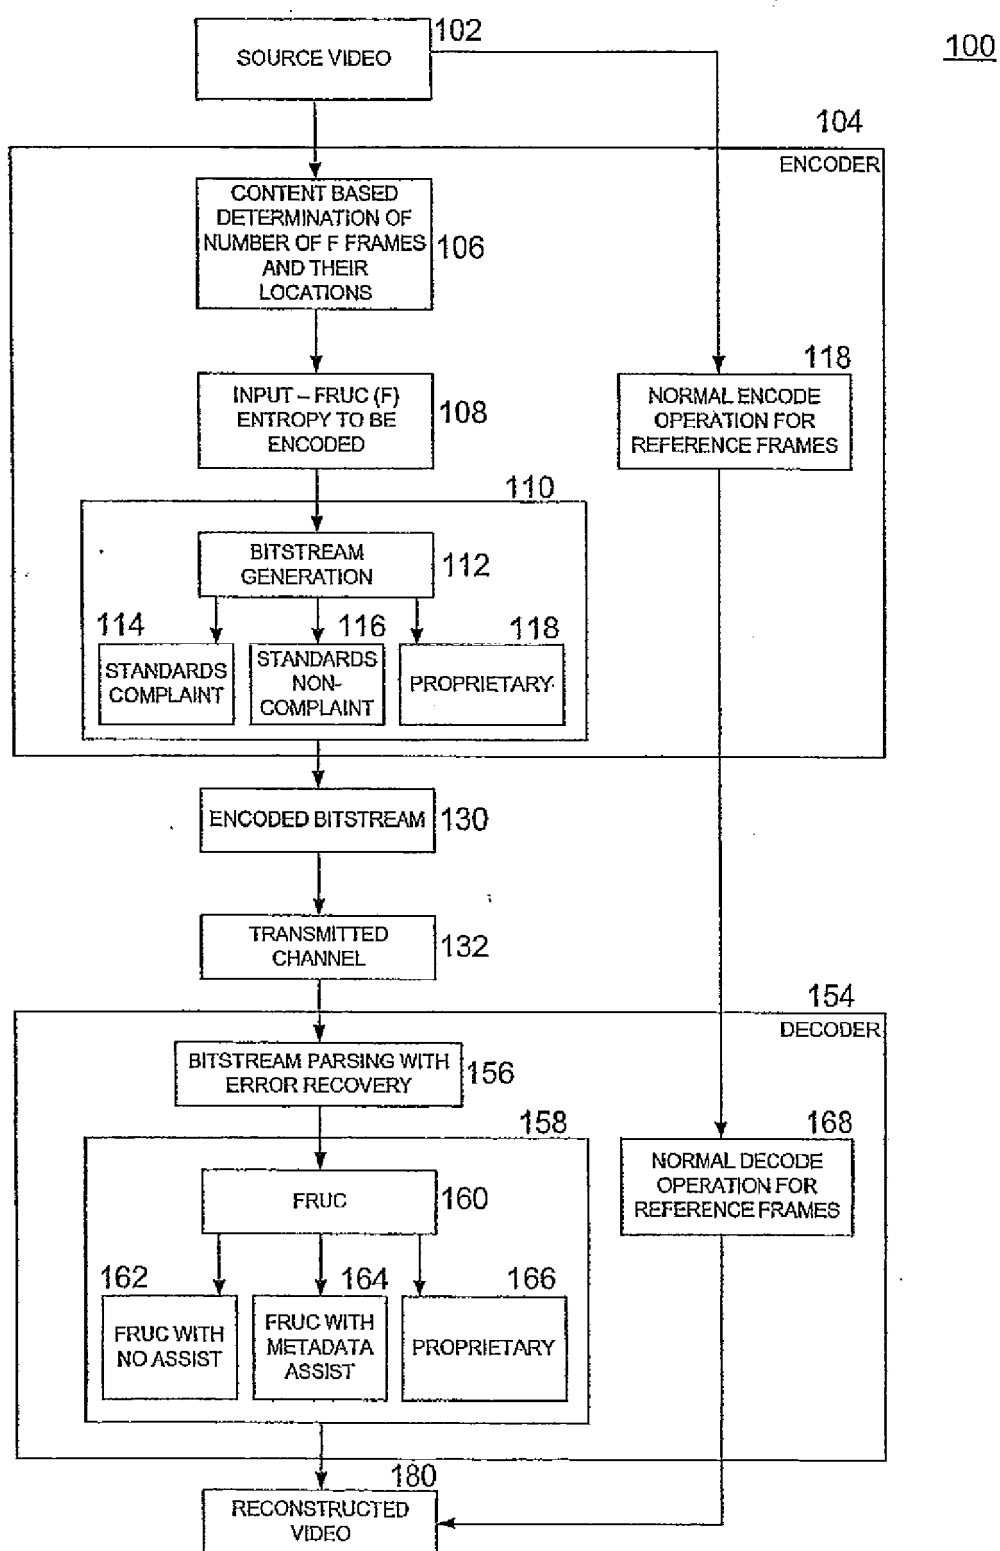 102
SOURCE VIDEO
100
104
ENCODER
CONTENT BASED
DETERMINATION OF
NUMBER OF F FRAMES
AND THEIR
LOCATIONS
106
118
INPUT – FRUC (F)
ENTROPY TO BE
ENCODED
108
NORMAL ENCODE
OPERATION FOR
REFERENCE FRAMES
110
BITSTREAM
GENERATION
112
114
116
118
STANDARDS
COMPLAINT
STANDARDS
NON-
COMPLAINT
PROPRIETARY
ENCODED BITSTREAM
130
TRANSMITTED
CHANNEL
132
154
DECODER
BITSTREAM PARSING WITH
ERROR RECOVERY
156
158
168
FRUC
160
NORMAL DECODE
OPERATION FOR
REFERENCE FRAMES
162
164
166
FRUC WITH
NO ASSIST
FRUC WITH
METADATA
ASSIST
PROPRIETARY
180
RECONSTRUCTED
VIDEO